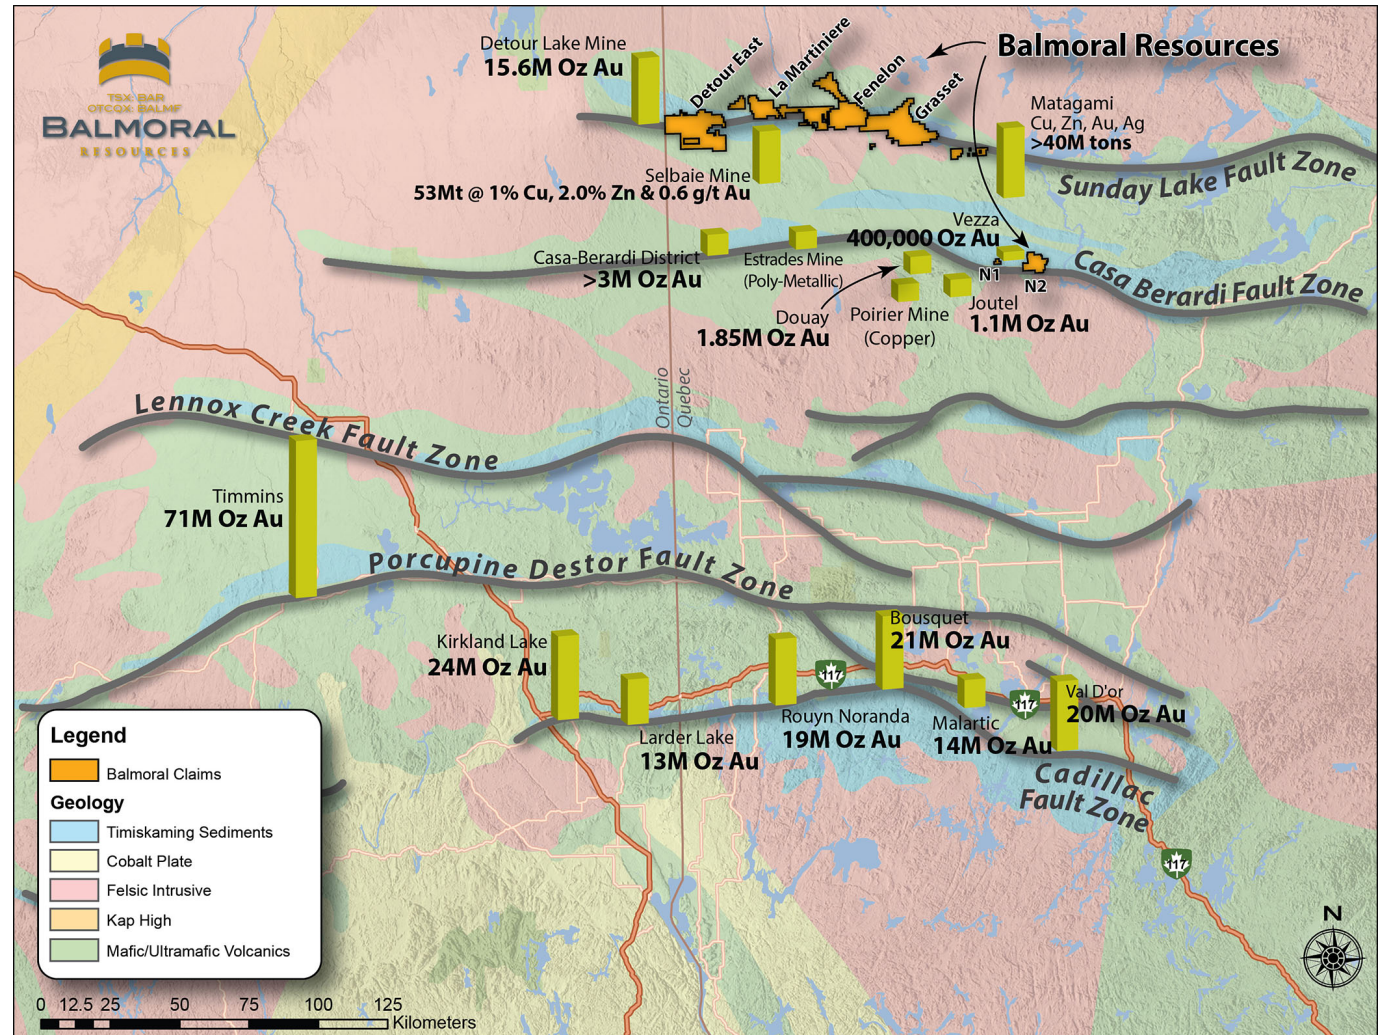 TSX: BAR
OTCQX: BALMF
BALMORAL
RESOURCES
Detour Lake Mine
15.6M Oz Au
Detour East
La Martiniere
Fenelon
Grasset
Balmoral Resources
Matagami
Cu, Zn, Au, Ag
>40M tons
Selbaie Mine
53Mt @ 1% Cu, 2.0% Zn & 0.6 g/t Au
Sunday Lake Fault Zone
Vezza
400,000 Oz Au
Casa-Berardi District
>3M Oz Au
Estrades Mine
(Poly-Metallic)
N1
N2
Casa Berardi Fault Zone
Douay
1.85M Oz Au
Poirier Mine
(Copper)
Joutel
1.1M Oz Au
Ontario
Quebec
Lennox Creek Fault Zone
Timmins
71M Oz Au
Porcupine Destor Fault Zone
Kirkland Lake
24M Oz Au
Bousquet
21M Oz Au
117
117
Larder Lake
13M Oz Au
Rouyn Noranda
19M Oz Au
Malartic
14M Oz Au
Val D'or
20M Oz Au
Cadillac
Fault Zone
117
Legend
Balmoral Claims
Geology
Timiskaming Sediments
Cobalt Plate
Felsic Intrusive
Kap High
Mafic/Ultramafic Volcanics
N
0 12.5 25 50 75 100 125
Kilometers